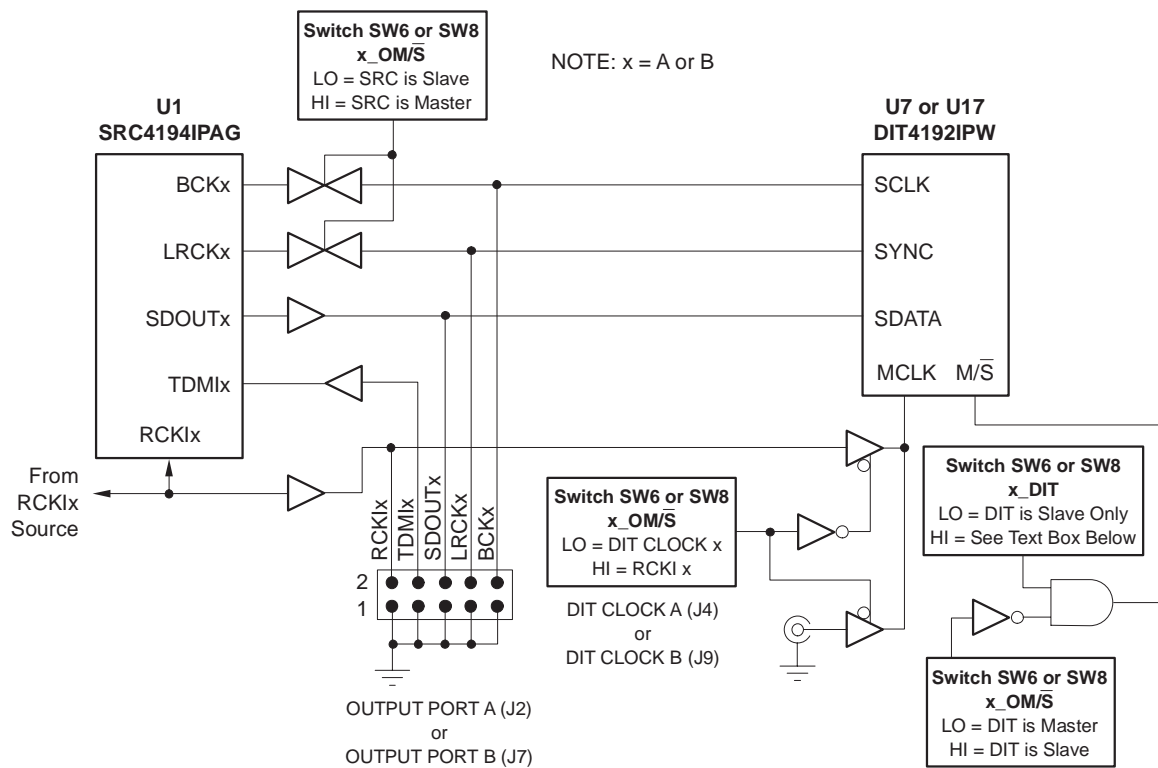 Switch SW6 or SW8
x_OM/S̅
LO = SRC is Slave
HI = SRC is Master
NOTE: x = A or B
U1
SRC4194IPAG
U7 or U17
DIT4192IPW
BCKx
LRCKx
SDOUTx
TDMIx
RCKIx
SCLK
SYNC
SDATA
MCLK M/S̅
From
RCKIx
Source
RCKIx
TDMIx
SDOUTx
LRCKx
BCKx
2
1
OUTPUT PORT A (J2)
or
OUTPUT PORT B (J7)
Switch SW6 or SW8
x_OM/S̅
LO = DIT CLOCK x
HI = RCKI x
DIT CLOCK A (J4)
or
DIT CLOCK B (J9)
Switch SW6 or SW8
x_DIT
LO = DIT is Slave Only
HI = See Text Box Below
Switch SW6 or SW8
x_OM/S̅
LO = DIT is Master
HI = DIT is Slave